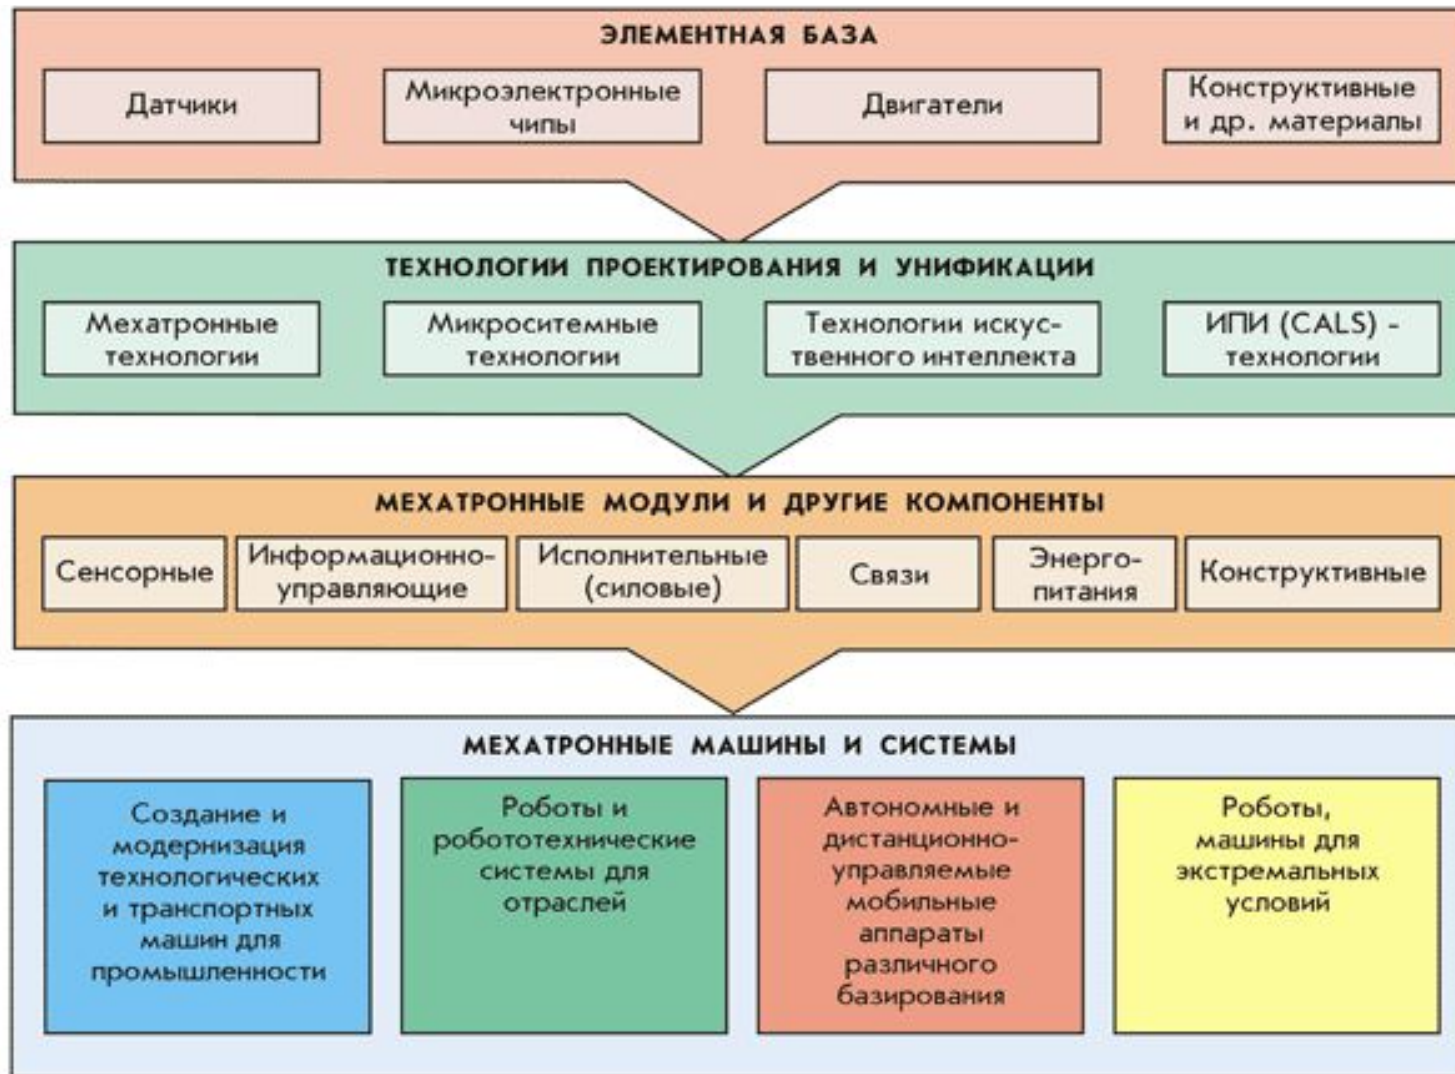 ЭЛЕМЕНТНАЯ БАЗА
Датчики
Микроэлектронные
чипы
Двигатели
Конструктивные
и др. материалы
ТЕХНОЛОГИИ ПРОЕКТИРОВАНИЯ И УНИФИКАЦИИ
Мехатронные
технологии
Микроситемные
технологии
Технологии искус-
твенного интеллекта
ИПИ (CALS) -
технологии
МЕХАТРОННЫЕ МОДУЛИ И ДРУГИЕ КОМПОНЕНТЫ
Сенсорные
Информационно-
управляющие
Исполнительные
(силовые)
Связи
Энерго-
питания
Конструктивные
МЕХАТРОННЫЕ МАШИНЫ И СИСТЕМЫ
Создание и
модернизация
технологических
и транспортных
машин для
промышленности
Роботы и
робототехнические
системы для
отраслей
Автономные и
дистанционно-
управляемые
мобильные
аппараты
различного
базирования
Роботы,
машины для
экстремальных
условий